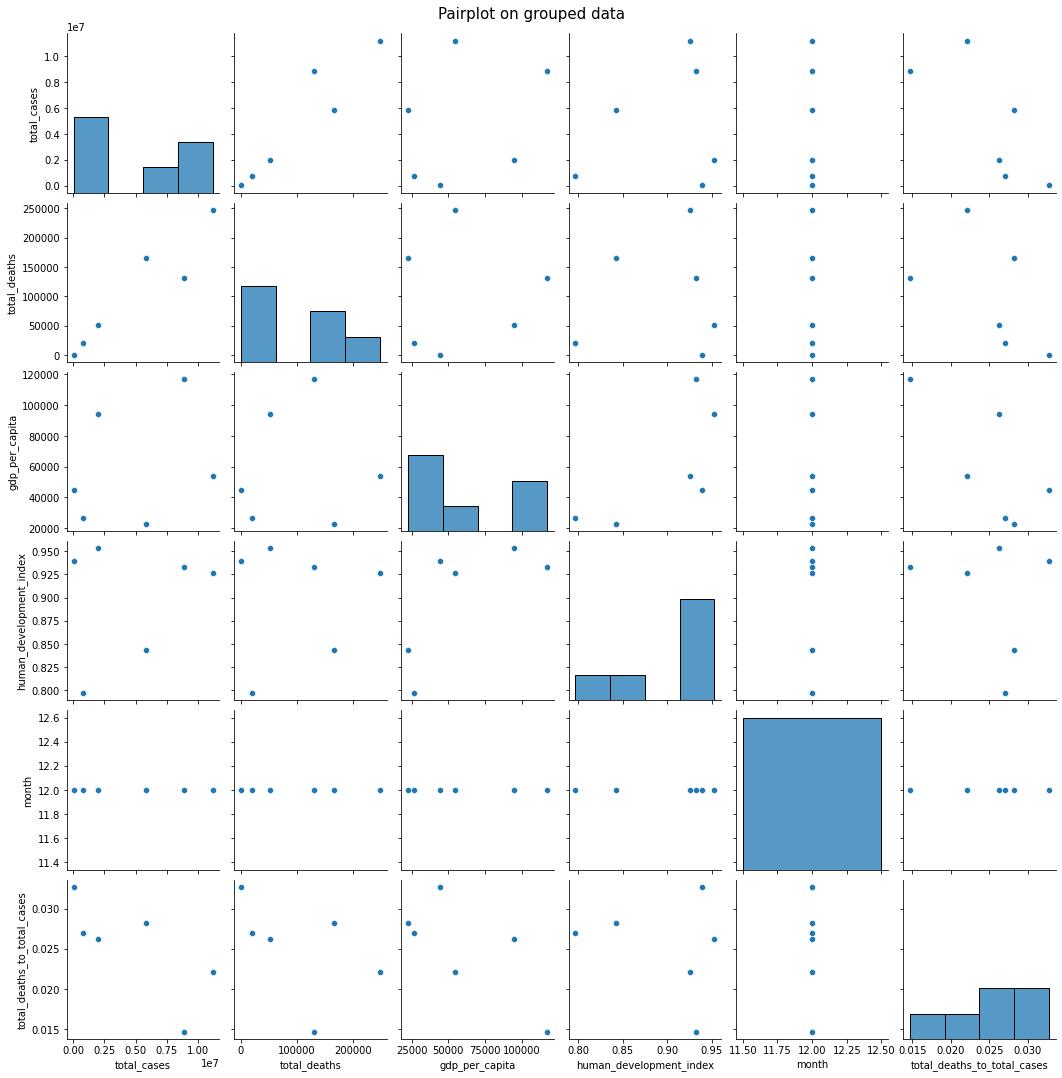 Pairplot on grouped data
1e7
total_cases
1.0
0.8
0.6
0.4
0.2
0.0
total_deaths
250000
200000
150000
100000
50000
0
gdp_per_capita
120000
100000
80000
60000
40000
20000
human_development_index
0.950
0.925
0.900
0.875
0.850
0.825
0.800
month
12.6
12.4
12.2
12.0
11.8
11.6
11.4
total_deaths_to_total_cases
0.030
0.025
0.020
0.015
0.00 0.25 0.50 0.75 1.00
1e7
total_cases
0 100000 200000
total_deaths
25000 50000 75000 100000
gdp_per_capita
0.80 0.85 0.90 0.95
human_development_index
11.50 11.75 12.00 12.25 12.50
month
0.015 0.020 0.025 0.030
total_deaths_to_total_cases